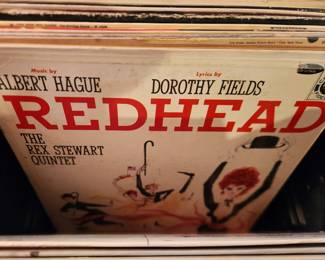 Music by
ALBERT HAGUE
Lyrics By
DOROTHY FIELDS
REDHEAD
THE
REX STEWART
QUINTET